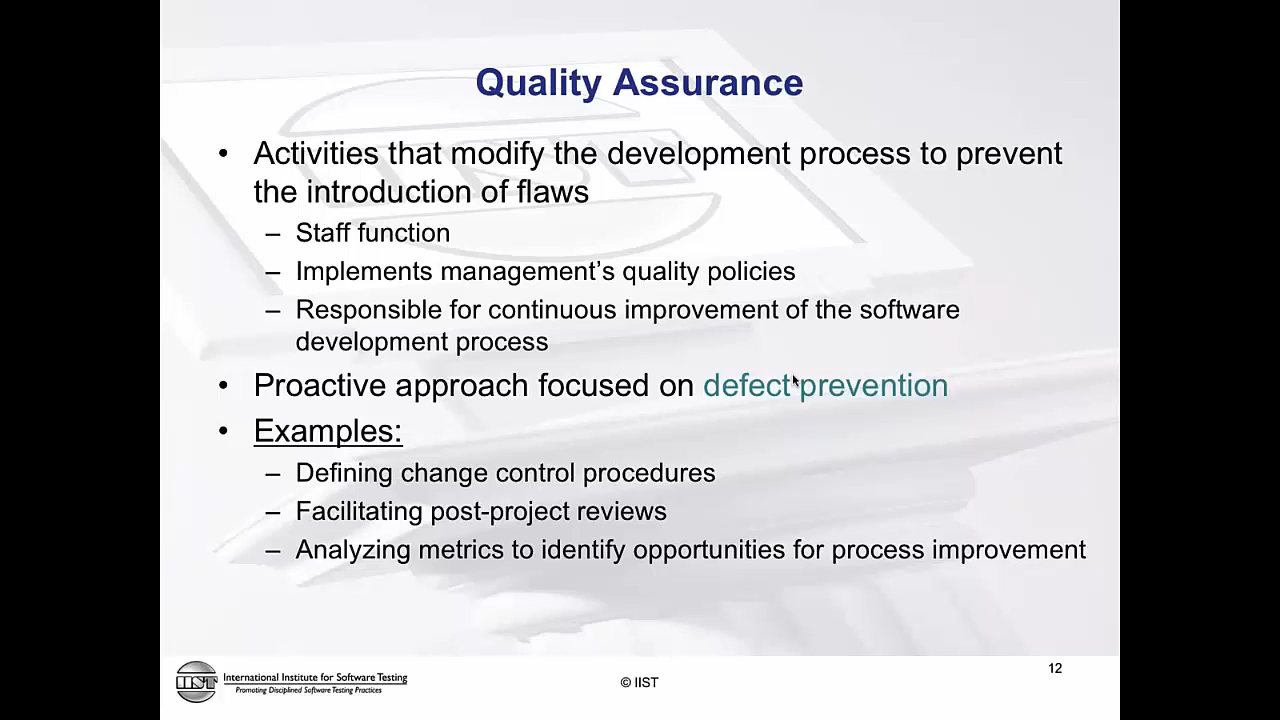 Quality Assurance
• Activities that modify the development process to prevent
the introduction of flaws
– Staff function
– Implements management’s quality policies
– Responsible for continuous improvement of the software
development process
• Proactive approach focused on defect prevention
• Examples:
– Defining change control procedures
– Facilitating post-project reviews
– Analyzing metrics to identify opportunities for process improvement
IIST
International Institute for Software Testing
Promoting Disciplined Software Testing Practices
© IIST
12